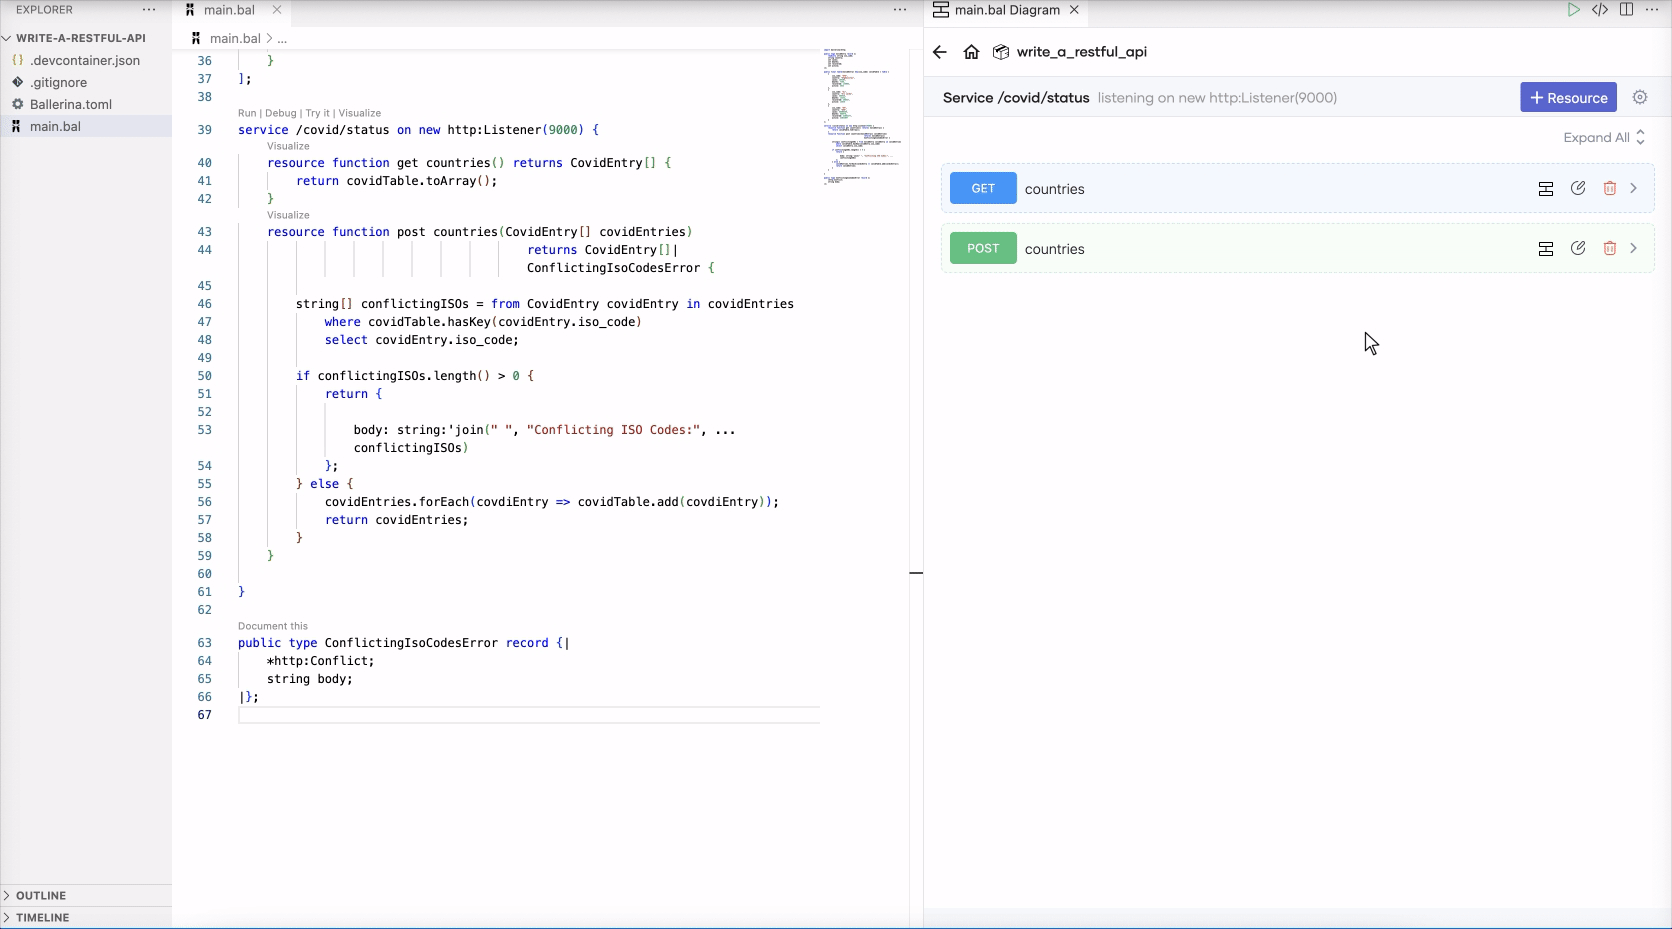 EXPLORER
WRITE-A-RESTFUL-API
{} .devcontainer.json
.gitignore
Ballerina.toml
main.bal
OUTLINE
TIMELINE
main.bal
main.bal > ...
36 }
37 ];
38
Run | Debug | Try it | Visualize
39 service /covid/status on new http:Listener(9000) {
Visualize
40 resource function get countries() returns CovidEntry[] {
41 return covidTable.toArray();
42 }
Visualize
43 resource function post countries(CovidEntry[] covidEntries)
44 returns CovidEntry[]|
ConflictingIsoCodesError {
45
46 string[] conflictingISOs = from CovidEntry covidEntry in covidEntries
47 where covidTable.hasKey(covidEntry.iso_code)
48 select covidEntry.iso_code;
49
50 if conflictingISOs.length() > 0 {
51 return {
52
53 body: string:'join(" ", "Conflicting ISO Codes:", ...
conflictingISOs)
54 };
55 } else {
56 covidEntries.forEach(covdiEntry => covidTable.add(covdiEntry));
57 return covidEntries;
58 }
59 }
60
61 }
62
Document this
63 public type ConflictingIsoCodesError record {|
64 *http:Conflict;
65 string body;
66 |};
67
main.bal Diagram
write_a_restful_api
Service /covid/status listening on new http:Listener(9000)
+ Resource
Expand All
GET countries
POST countries